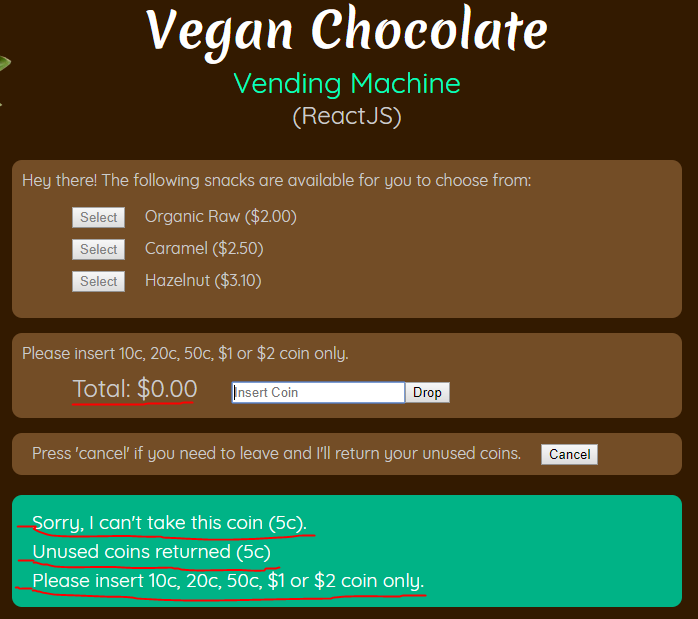 Vegan Chocolate
Vending Machine
(ReactJS)
Hey there! The following snacks are available for you to choose from:
Select Organic Raw ($2.00)
Select Caramel ($2.50)
Select Hazelnut ($3.10)
Please insert 10c, 20c, 50c, $1 or $2 coin only.
Total: $0.00 Insert Coin Drop
Press 'cancel' if you need to leave and I'll return your unused coins. Cancel
Sorry, I can't take this coin (5c).
Unused coins returned (5c)
Please insert 10c, 20c, 50c, $1 or $2 coin only.